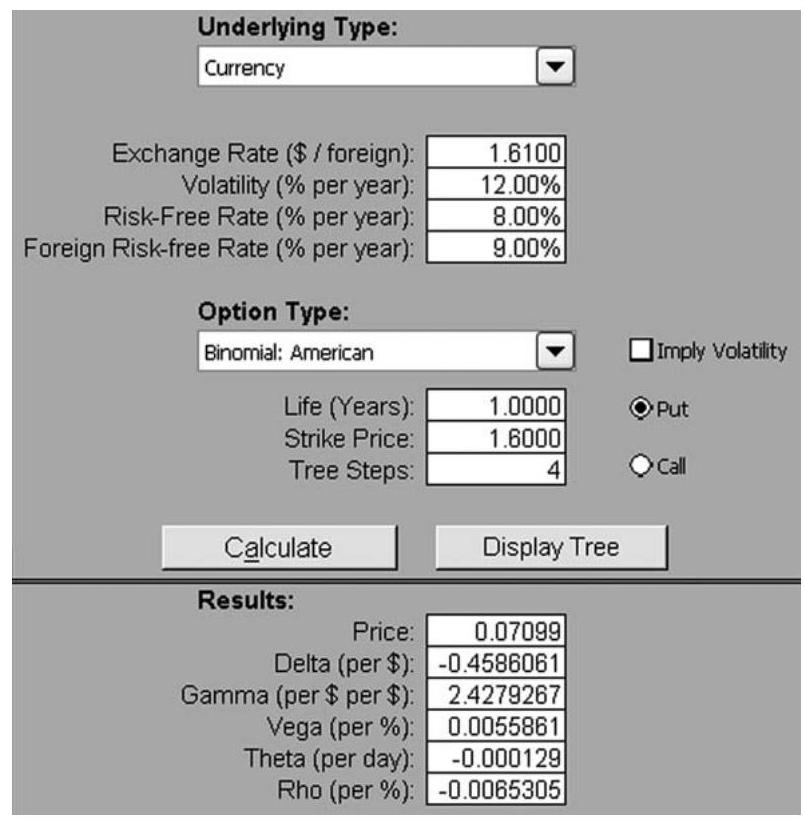 Underlying Type:
Currency
Exchange Rate ($ / foreign): 1.6100
Volatility (% per year): 12.00%
Risk-Free Rate (% per year): 8.00%
Foreign Risk-free Rate (% per year): 9.00%
Option Type:
Binomial: American
Imply Volatility
Life (Years): 1.0000
Put
Strike Price: 1.6000
Tree Steps: 4
Call
Calculate
Display Tree
Results:
Price: 0.07099
Delta (per $): -0.4586061
Gamma (per $ per $): 2.4279267
Vega (per %): 0.0055861
Theta (per day): -0.000129
Rho (per %): -0.0065305